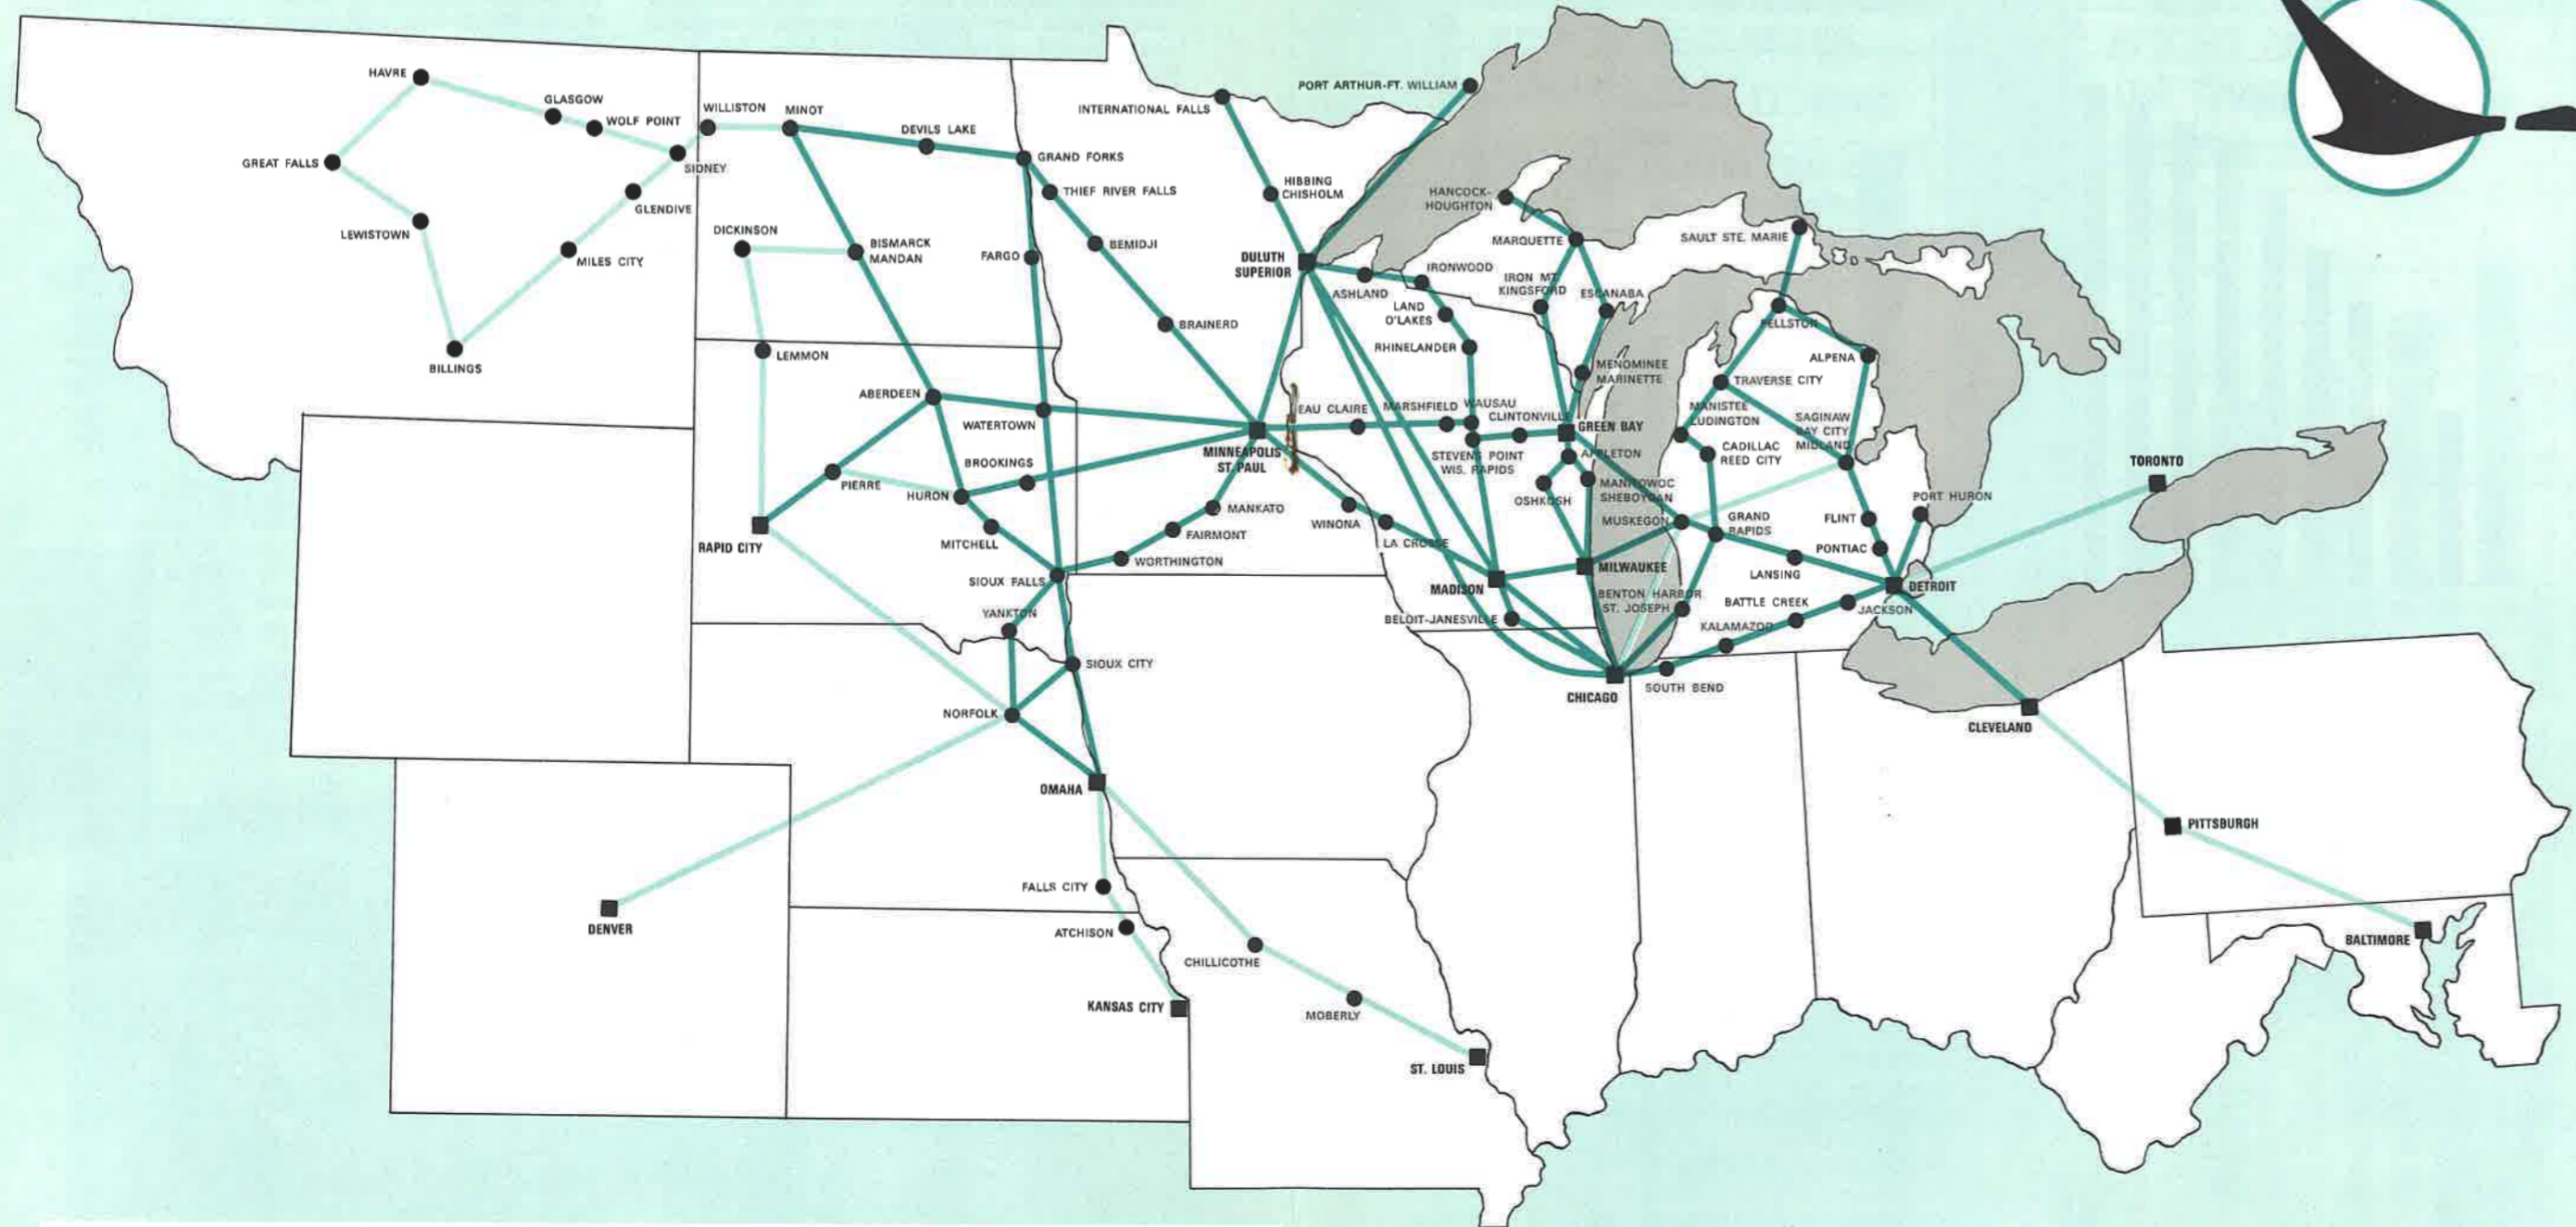 HAVRE
GLASGOW
WOLF POINT
GREAT FALLS
SIDNEY
GLENDIVE
LEWISTOWN
MILES CITY
BILLINGS
WILLISTON
MINOT
DEVILS LAKE
GRAND FORKS
THIEF RIVER FALLS
DICKINSON
BISMARCK
MANDAN
FARGO
BEMIDJI
BRAINERD
LEMMON
ABERDEEN
WATERTOWN
PIERRE
HURON
BROOKINGS
RAPID CITY
MITCHELL
SIOUX FALLS
YANKTON
SIOUX CITY
NORFOLK
OMAHA
DENVER
FALLS CITY
ATCHISON
KANSAS CITY
CHILLICOTHE
MOBERLY
ST. LOUIS
INTERNATIONAL FALLS
PORT ARTHUR-FT. WILLIAM
HIBBING
CHISHOLM
DULUTH
SUPERIOR
HANCOCK-
HOUGHTON
MARQUETTE
SAULT STE. MARIE
ASHLAND
IRONWOOD
LAND
O'LAKES
IRON MT.
KINGSFORD
ESCANABA
RHINELANDER
MENOMINEE
MARINETTE
PELLSTON
ALPENA
TRAVERSE CITY
MANISTEE
LUDINGTON
SAGINAW
BAY CITY
MIDLAND
CADILLAC
REED CITY
MINNEAPOLIS
ST. PAUL
EAU CLAIRE
MARSHFIELD
WAUSAU
CLINTONVILLE
GREEN BAY
STEVENS POINT
WIS. RAPIDS
APPLETON
OSHKOSH
MANITOWOC
SHEBOYGAN
MANKATO
FAIRMONT
WORTHINGTON
WINONA
LA CROSSE
MADISON
MILWAUKEE
BELOIT-JANESVILLE
MUSKEGON
GRAND
RAPIDS
LANSING
FLINT
PONTIAC
PORT HURON
DETROIT
JACKSON
BATTLE CREEK
KALAMAZOO
BENTON HARBOR
ST. JOSEPH
SOUTH BEND
CHICAGO
TORONTO
CLEVELAND
PITTSBURGH
BALTIMORE